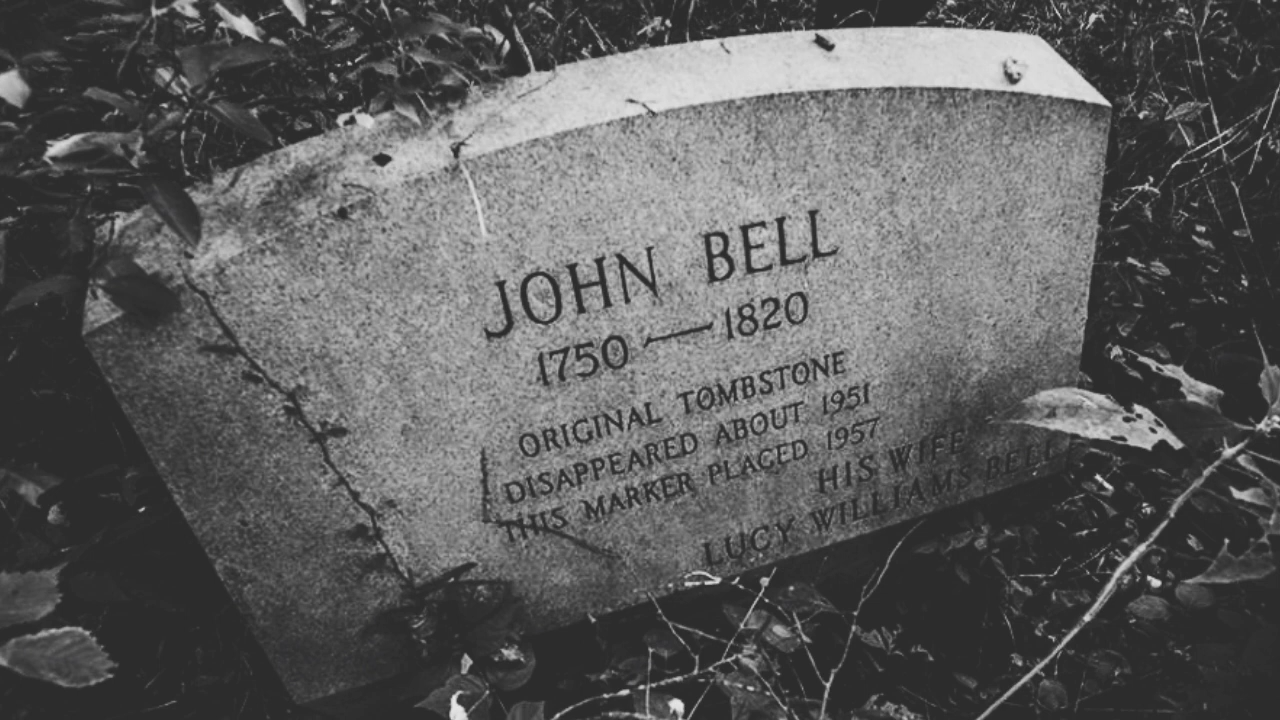 JOHN BELL
1750 — 1820
ORIGINAL TOMBSTONE
DISAPPEARED ABOUT 1951
THIS MARKER PLACED 1957
HIS WIFE
LUCY WILLIAMS BELL